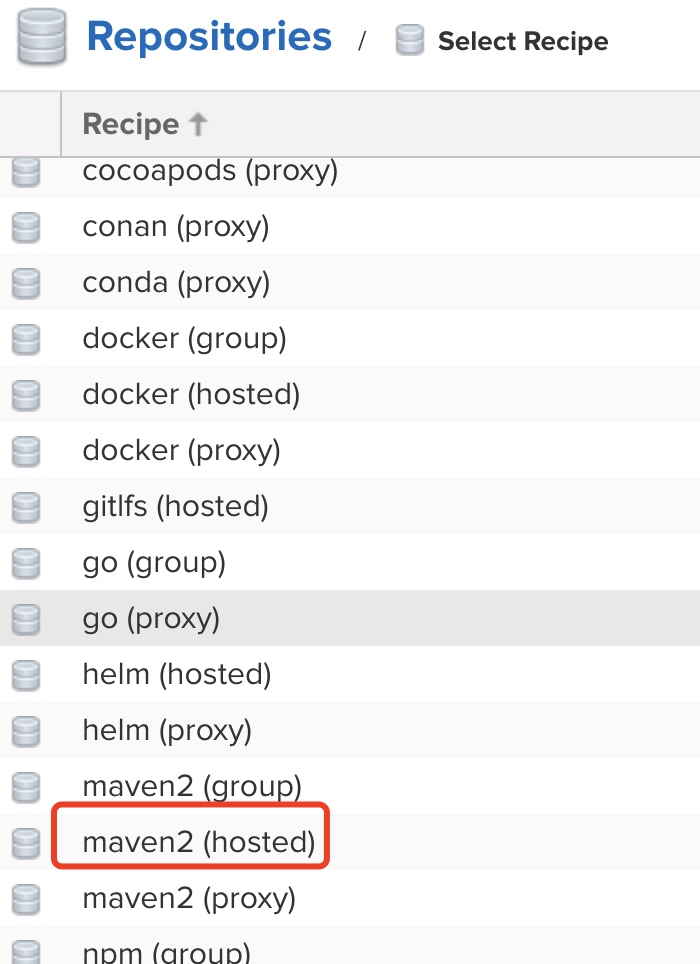 Repositories / Select Recipe
Recipe
cocoapods (proxy)
conan (proxy)
conda (proxy)
docker (group)
docker (hosted)
docker (proxy)
gitlfs (hosted)
go (group)
go (proxy)
helm (hosted)
helm (proxy)
maven2 (group)
maven2 (hosted)
maven2 (proxy)
npm (group)